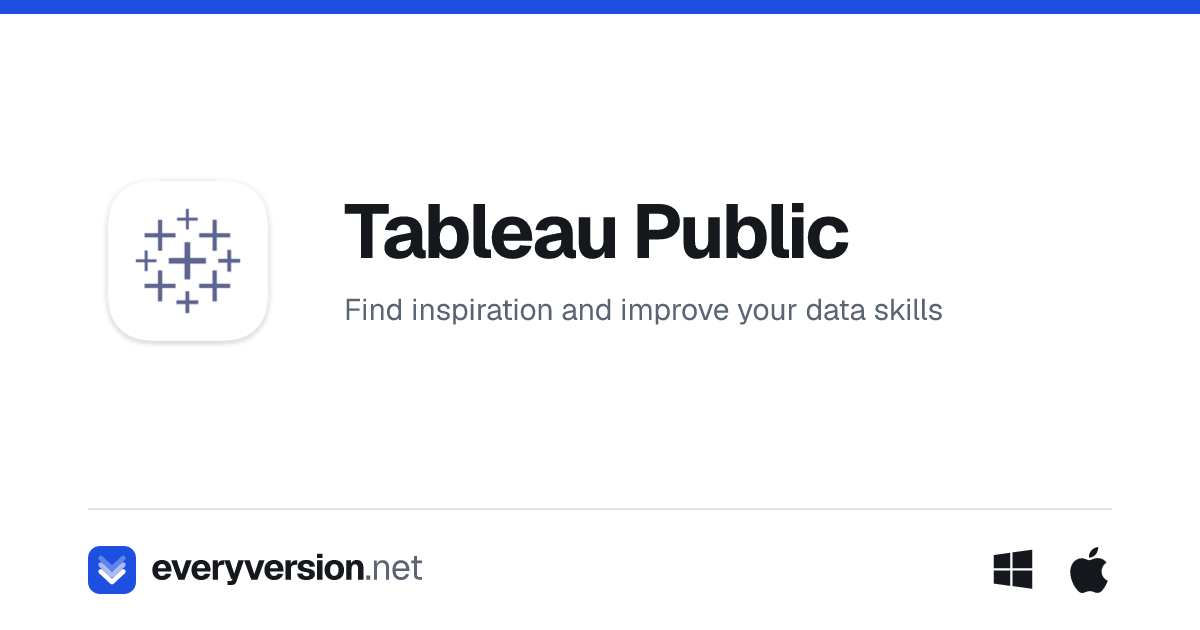 Tableau Public
Find inspiration and improve your data skills
everyversion.net